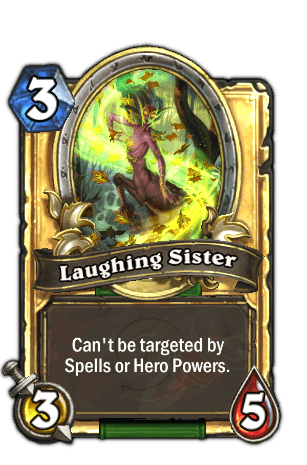 3
Laughing Sister
Can't be targeted by
Spells or Hero Powers.
3
5